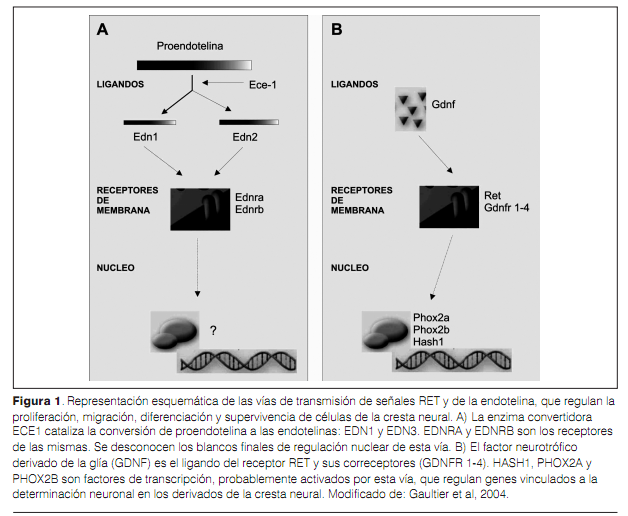 A
Proendotelina
LIGANDOS
Ece-1
Edn1
Edn2
RECEPTORES
DE
MEMBRANA
Ednra
Ednrb
NUCLEO
?
B
LIGANDOS
Gdnf
RECEPTORES
DE
MEMBRANA
Ret
Gdnfr 1-4
NUCLEO
Phox2a
Phox2b
Hash1
Figura 1. Representación esquemática de las vías de transmisión de señales RET y de la endotelina, que regulan la
proliferación, migración, diferenciación y supervivencia de células de la cresta neural. A) La enzima convertidora
ECE1 cataliza la conversión de proendotelina a las endotelinas: EDN1 y EDN3. EDNRA y EDNRB son los receptores
de las mismas. Se desconocen los blancos finales de regulación nuclear de esta vía. B) El factor neurotrófico
derivado de la glía (GDNF) es el ligando del receptor RET y sus correceptores (GDNFR 1-4). HASH1, PHOX2A y
PHOX2B son factores de transcripción, probablemente activados por esta vía, que regulan genes vinculados a la
determinación neuronal en los derivados de la cresta neural. Modificado de: Gaultier et al, 2004.